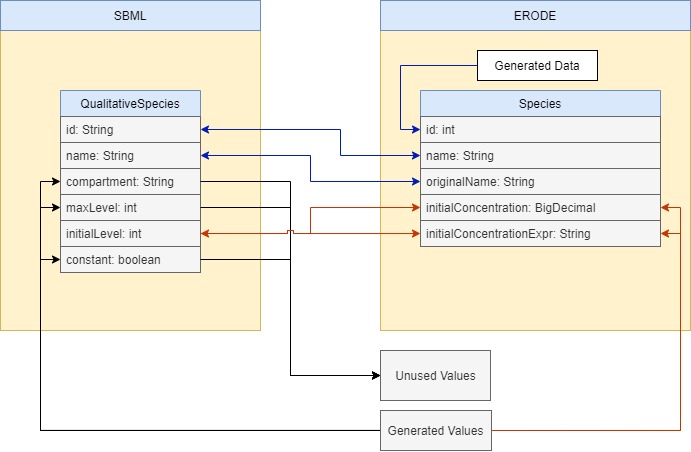 SBML
ERODE
Generated Data
QualitativeSpecies
id: String
name: String
compartment: String
maxLevel: int
initialLevel: int
constant: boolean
Species
id: int
name: String
originalName: String
initialConcentration: BigDecimal
initialConcentrationExpr: String
Unused Values
Generated Values